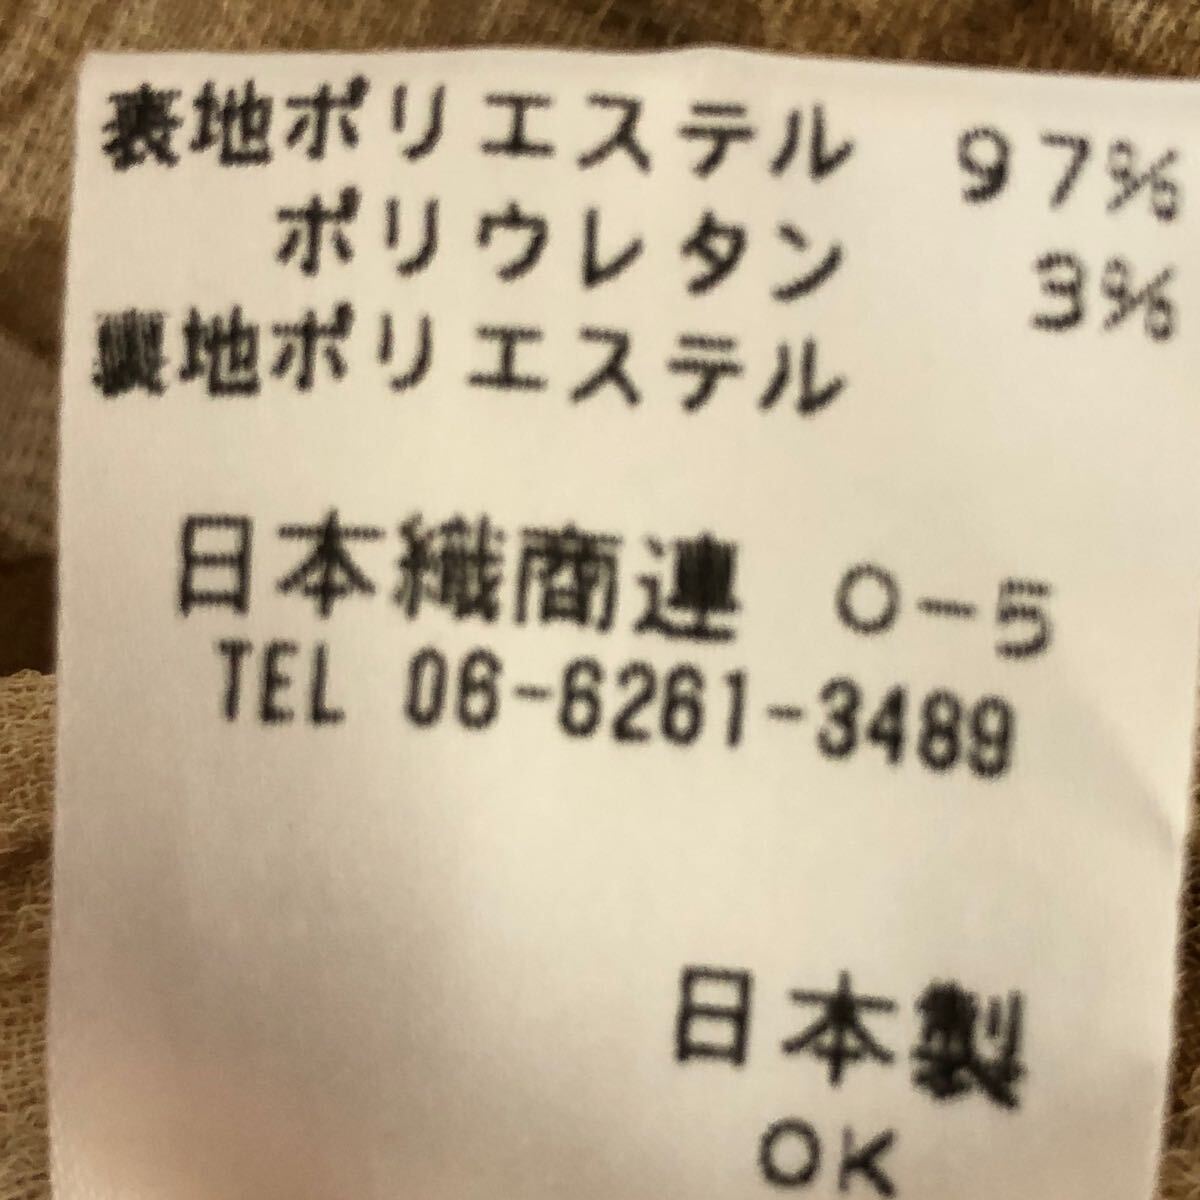 表地ポリエステル 97%
ポリウレタン 3%
裏地ポリエステル
日本織商連 O-5
TEL 06-6261-3489
日本製
OK